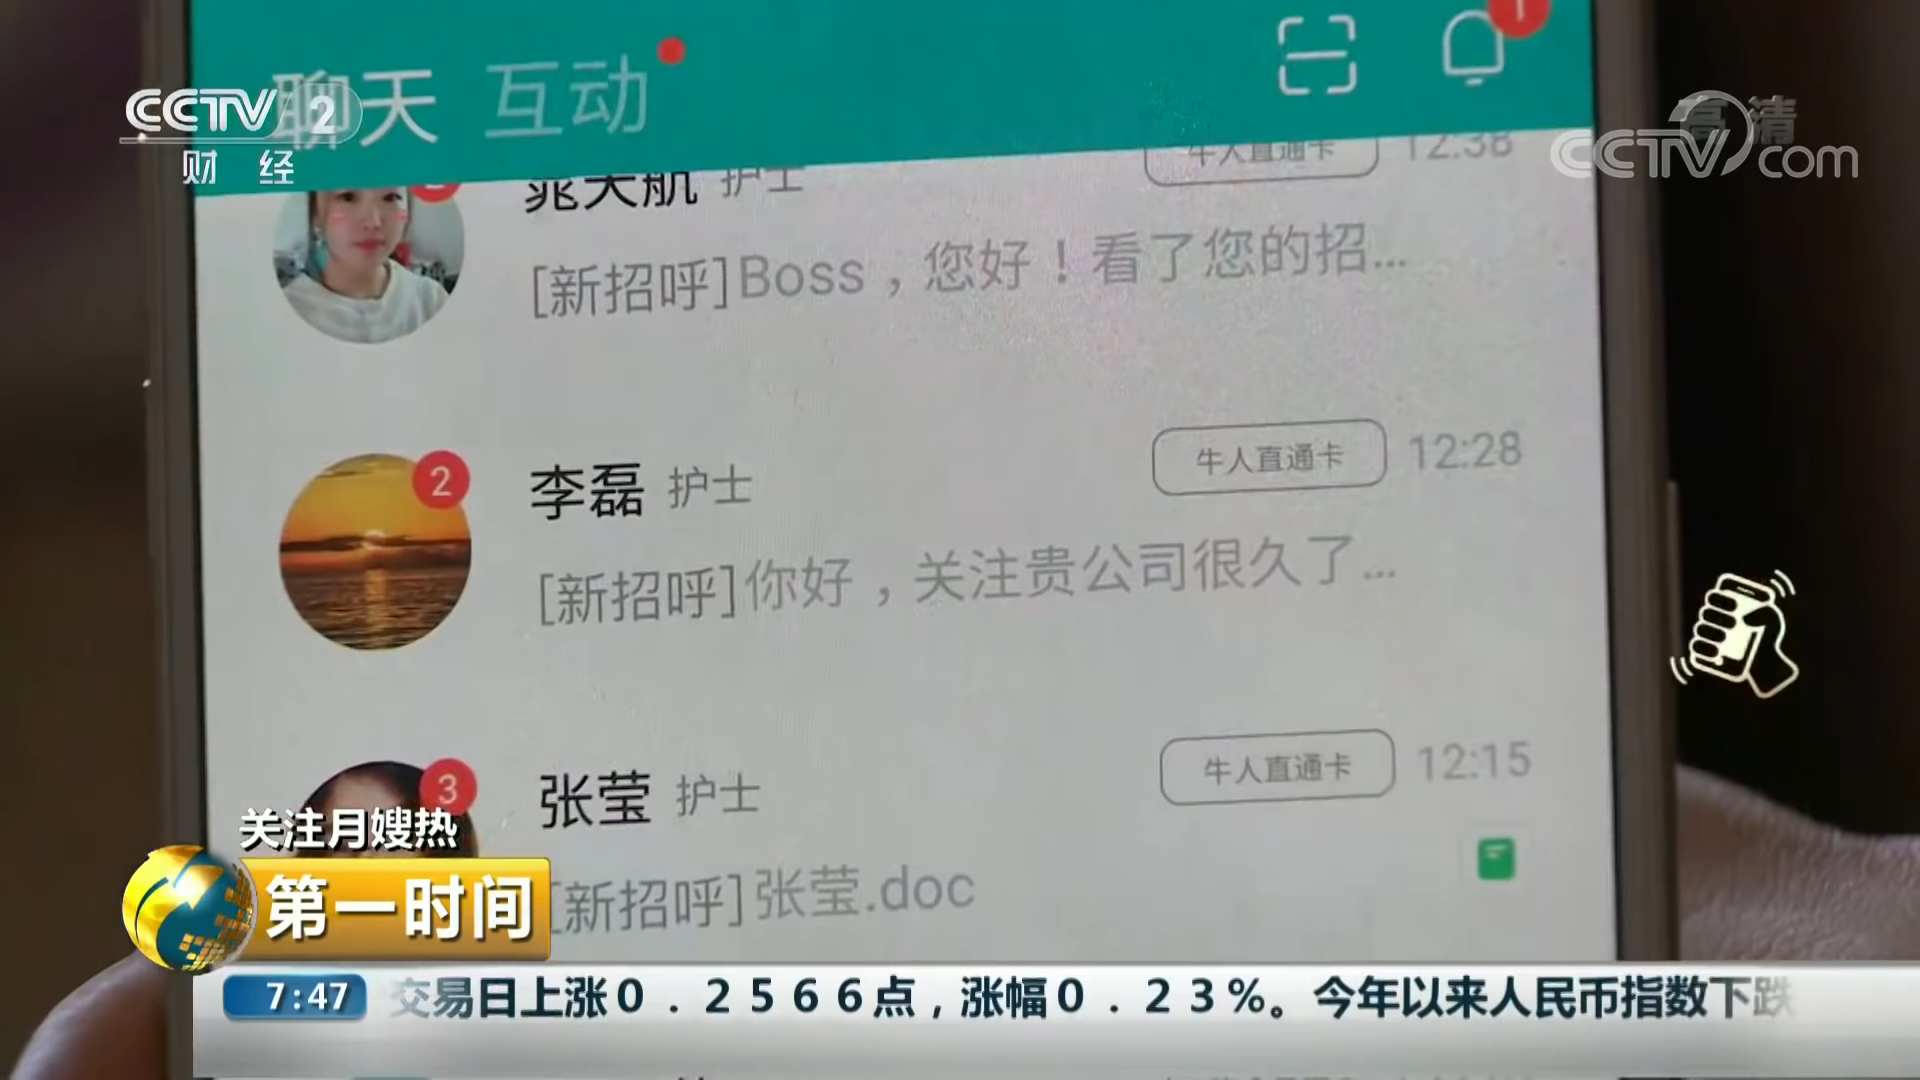 聊天 互动
1
CCTV 2
财 经
高清
CCTV com
护士
牛人直通卡 12:38
[新招呼]Boss，您好！看了您的招...
2
李磊 护士
牛人直通卡 12:28
[新招呼]你好，关注贵公司很久了...
3
张莹 护士
牛人直通卡 12:15
[新招呼]张莹.doc
关注月嫂热
第一时间
7:47 交易日上涨0.2566点，涨幅0.23%。今年以来人民币指数下跌